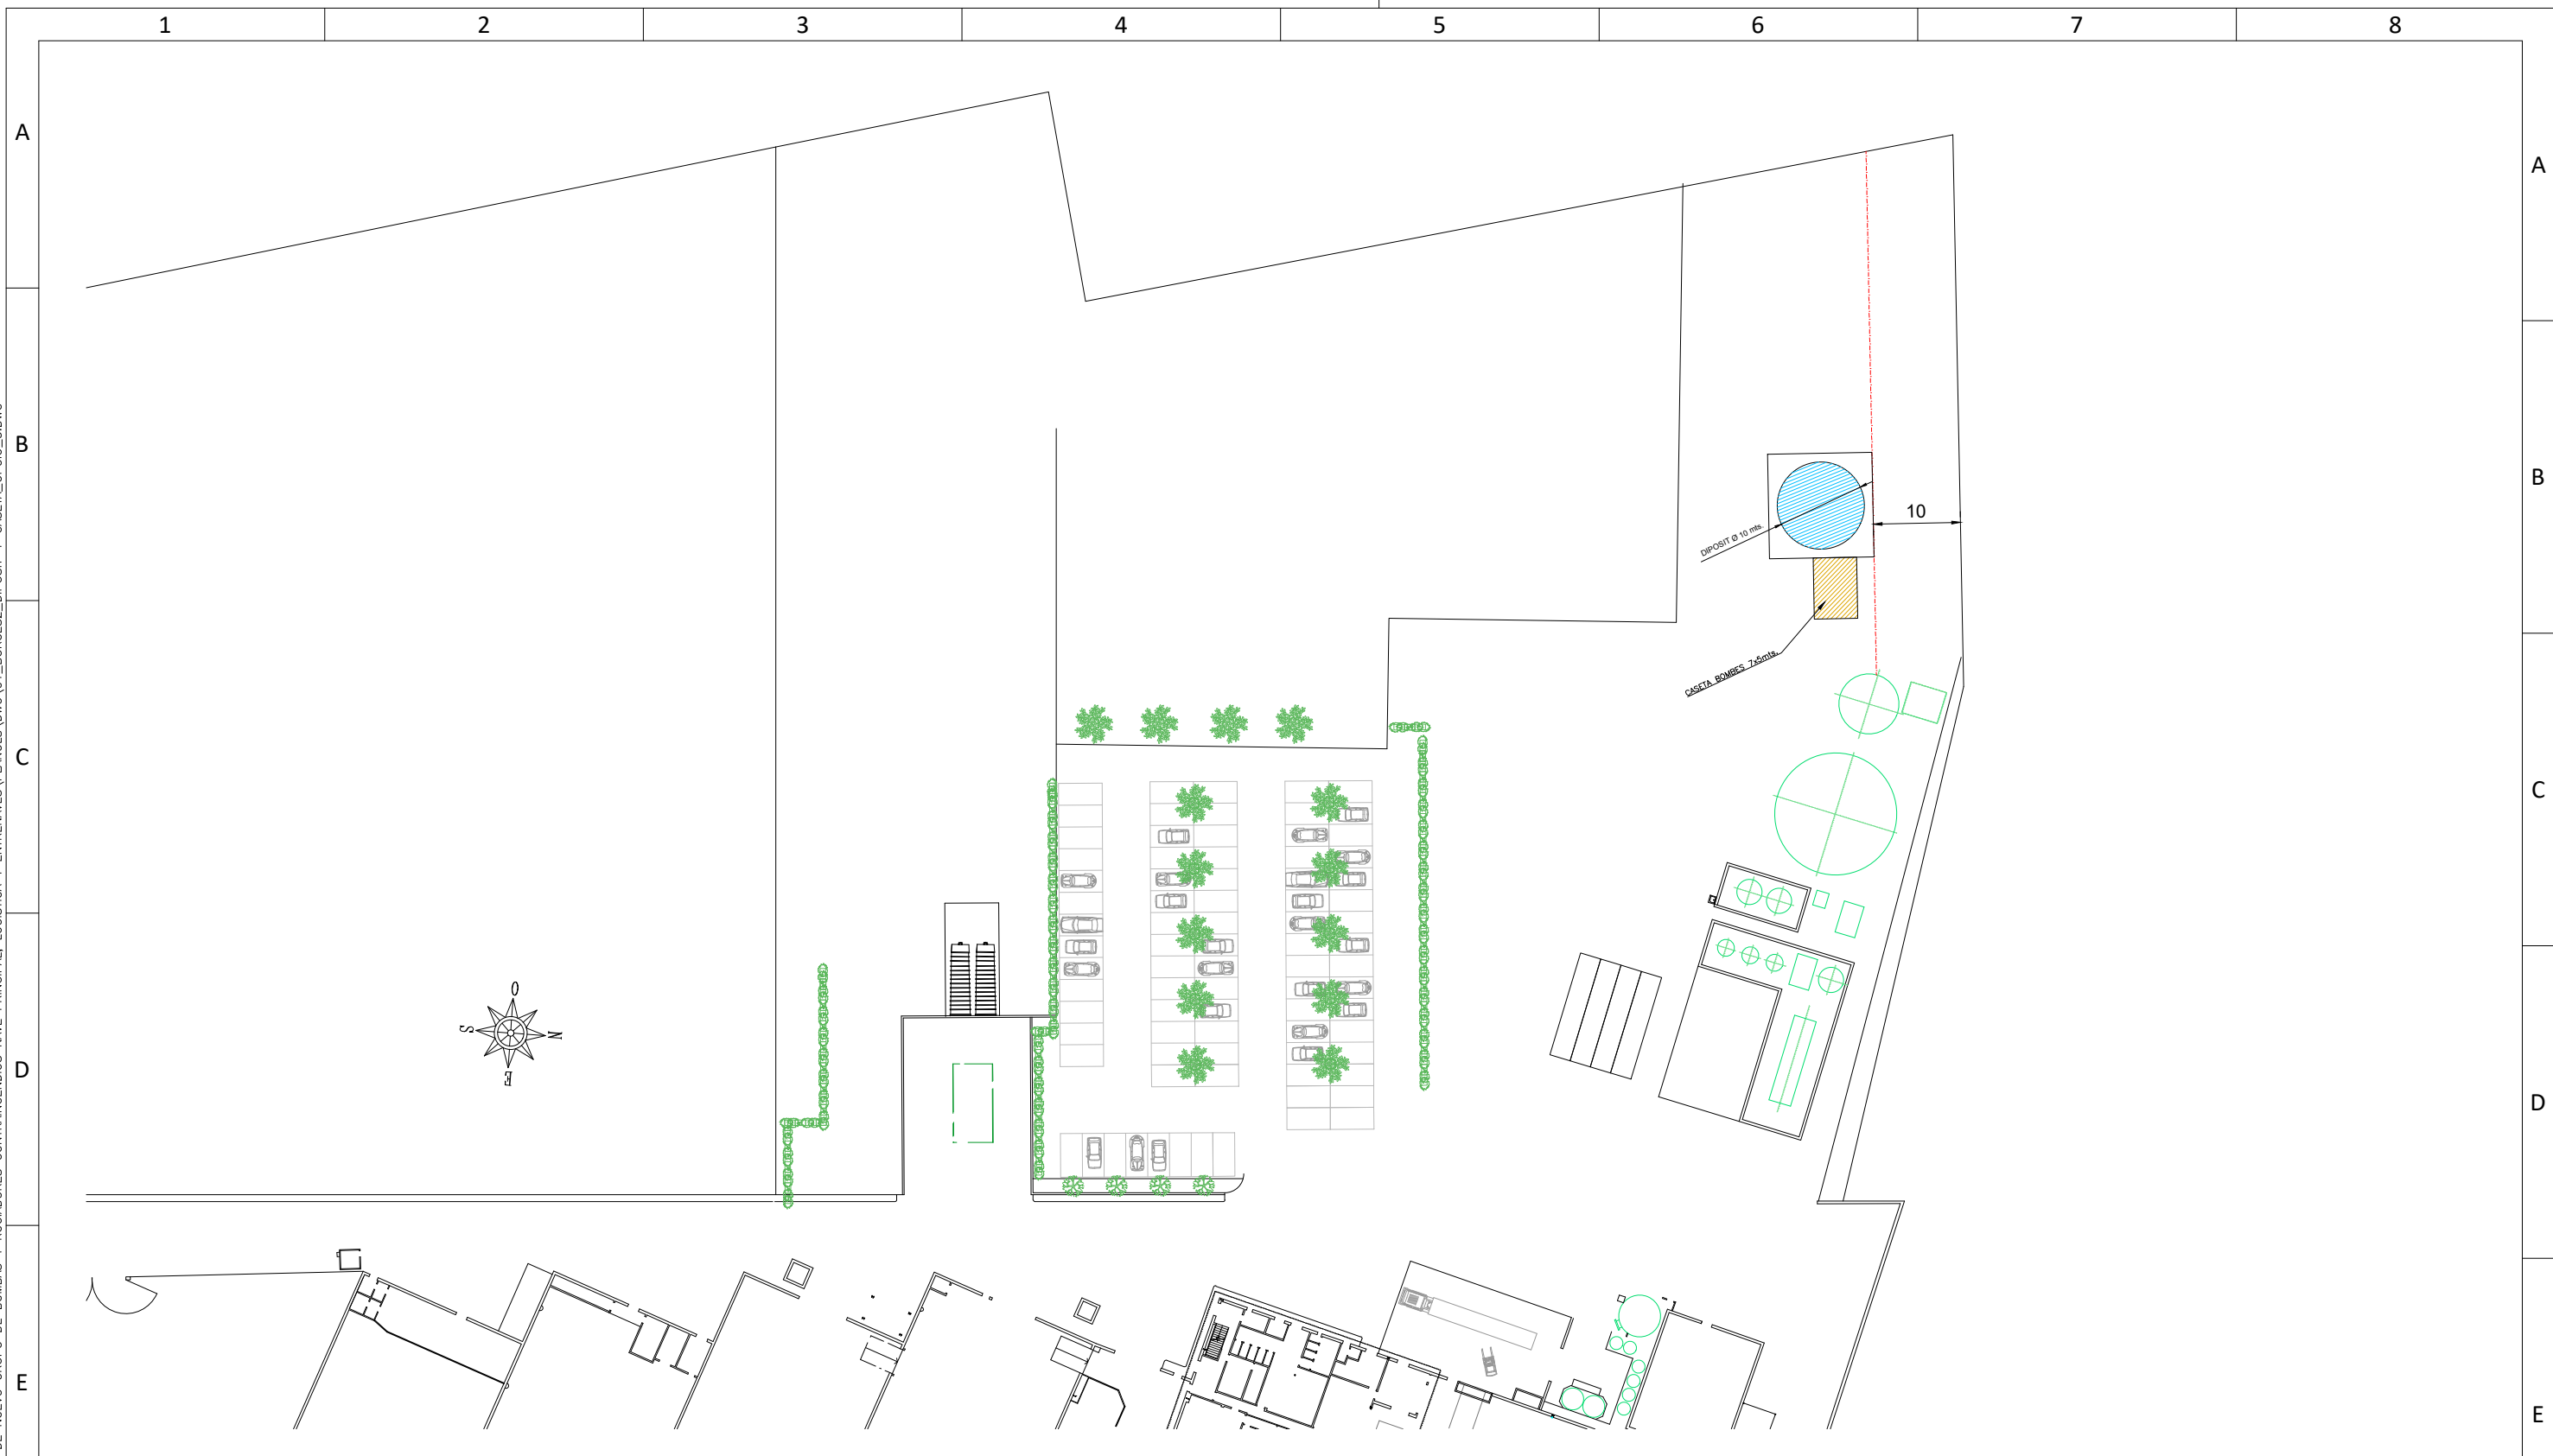 1 2 3 4 5 6 7 8
A A
B B
10
DIPOSIT Ø 10 mts.
CASETA BOMBES 7x5mts.
C C
O
S N
E
D D
E E